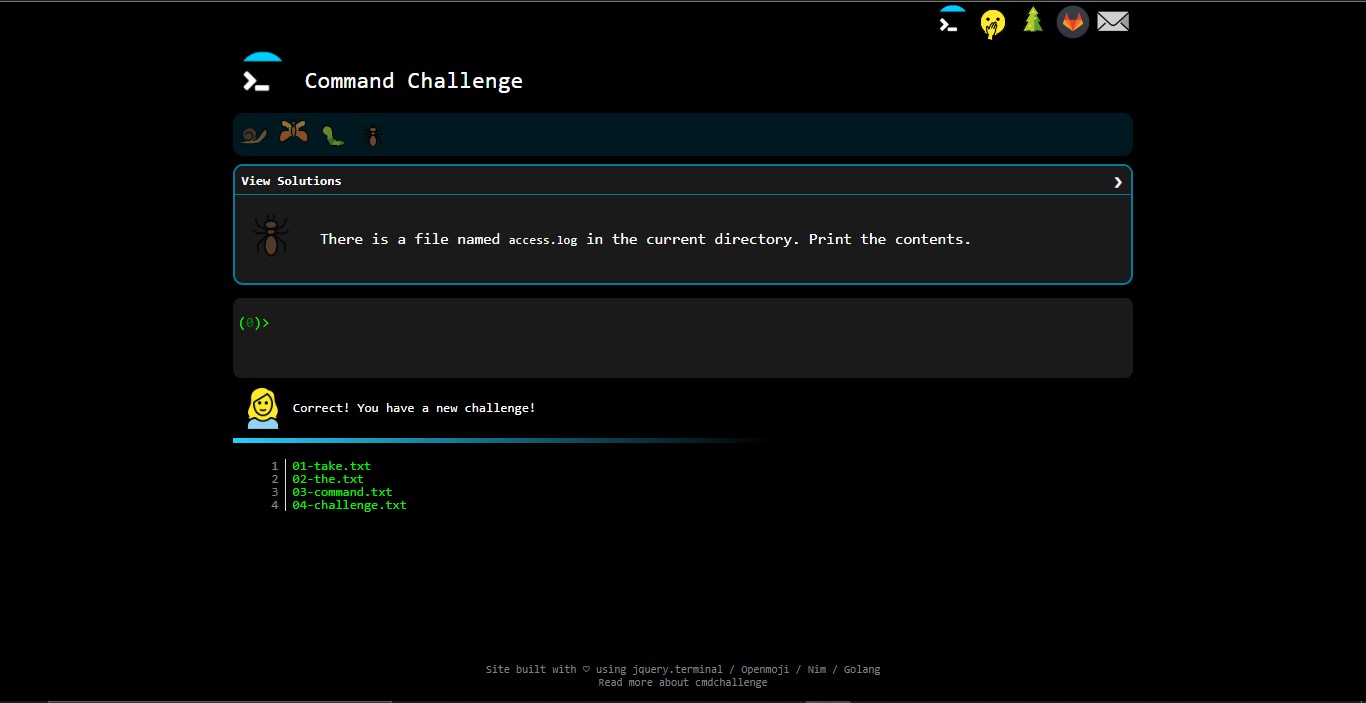 Command Challenge
View Solutions ❯
There is a file named access.log in the current directory. Print the contents.
(0)>
Correct! You have a new challenge!
1 01-take.txt
2 02-the.txt
3 03-command.txt
4 04-challenge.txt
Site built with ♡ using jquery.terminal / Openmoji / Nim / Golang
Read more about cmdchallenge